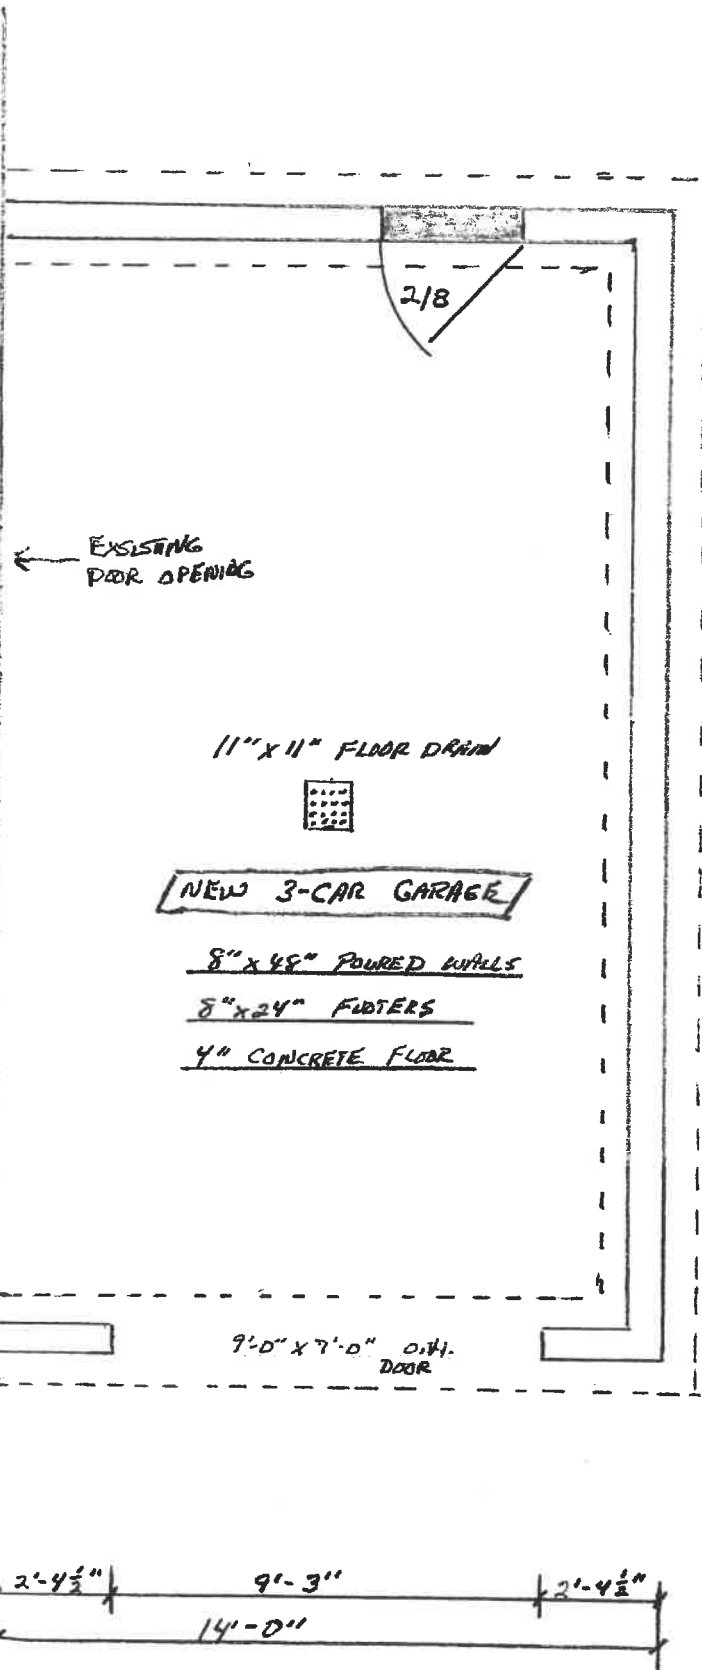 2/8
EXSISTING
DOOR OPENING
11" X 11" FLOOR DRAIN
NEW 3-CAR GARAGE
8" X 48" POURED WALLS
8" X 24" FOOTERS
4" CONCRETE FLOOR
9'-0" X 7'-0" O.H.
DOOR
2'-4½" 9'-3" 2'-4½"
14'-0"